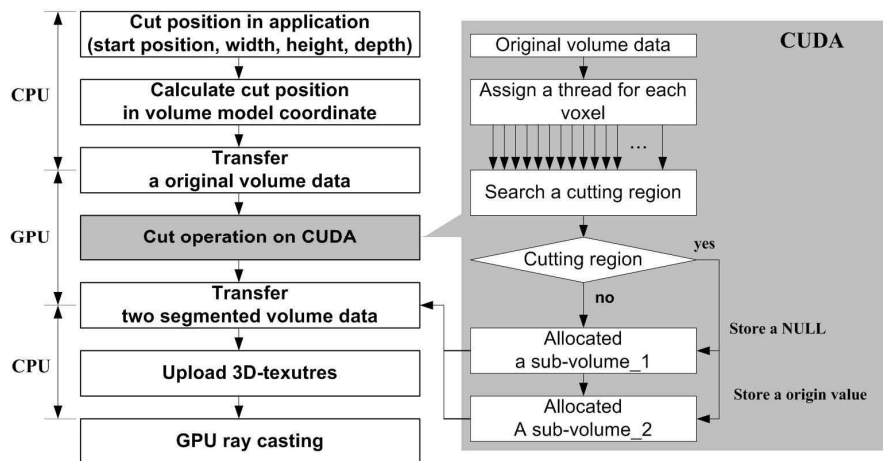 Cut position in application
(start position, width, height, depth)
Calculate cut position
in volume model coordinate
Transfer
a original volume data
Cut operation on CUDA
Transfer
two segmented volume data
Upload 3D-texutres
GPU ray casting
CPU
GPU
CPU
CUDA
Original volume data
Assign a thread for each
voxel
...
Search a cutting region
Cutting region
yes
no
Allocated
a sub-volume_1
Store a NULL
Allocated
A sub-volume_2
Store a origin value